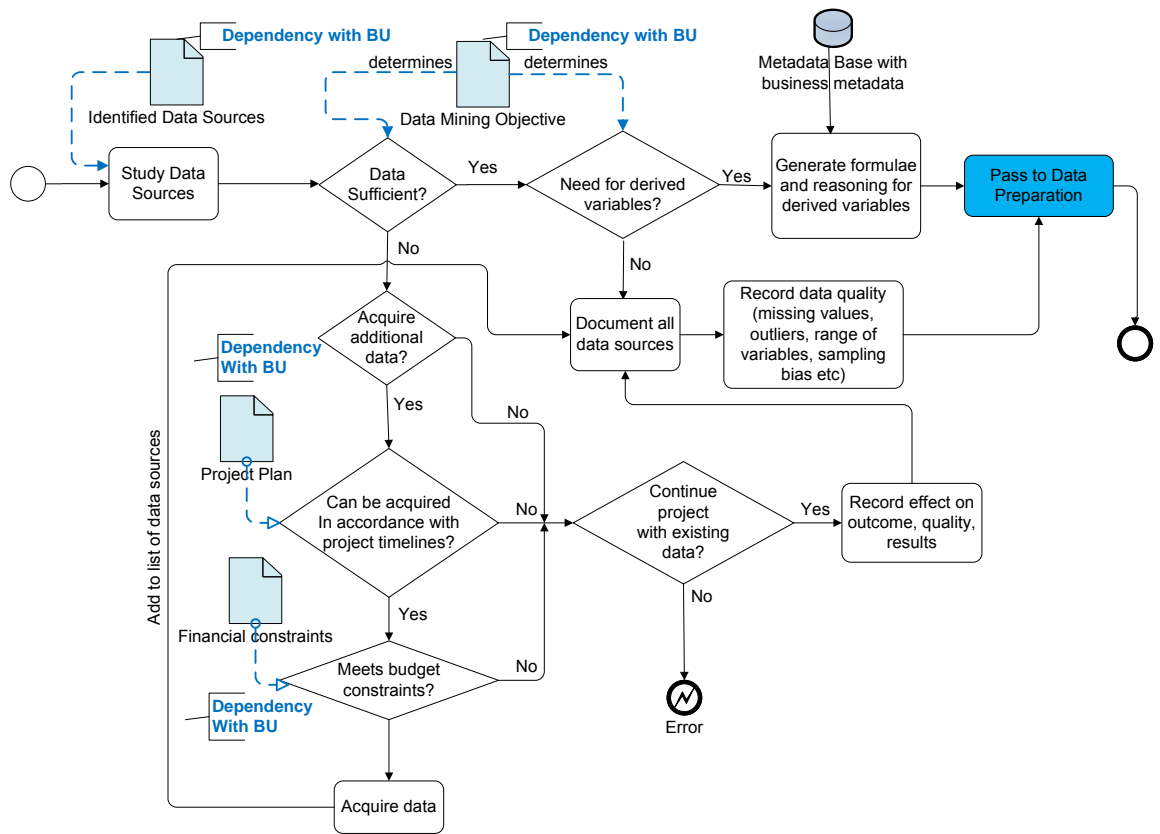 Dependency with BU
Dependency with BU
determines
determines
Identified Data Sources
Data Mining Objective
Metadata Base with
business metadata
Study Data
Sources
Data
Sufficient?
Yes
Need for derived
variables?
Yes
Generate formulae
and reasoning for
derived variables
Pass to Data
Preparation
No
No
Acquire
additional
data?
Document all
data sources
Record data quality
(missing values,
outliers, range of
variables, sampling
bias etc)
Dependency
With BU
Yes
No
Project Plan
Add to list of data sources
Can be acquired
In accordance with
project timelines?
No
Continue
project
with existing
data?
Yes
Record effect on
outcome, quality,
results
Yes
No
Financial constraints
Meets budget
constraints?
No
Dependency
With BU
Error
Acquire data